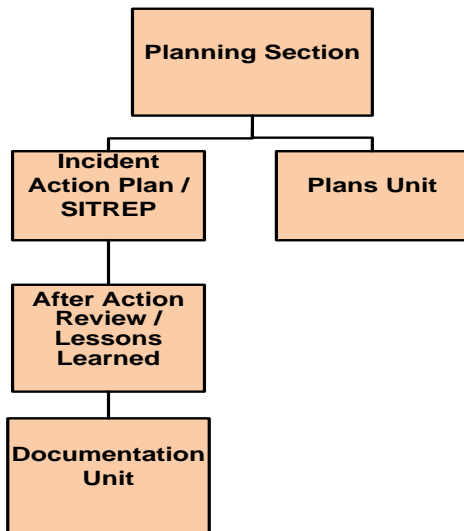 Planning Section
Incident
Action Plan /
SITREP
Plans Unit
After Action
Review /
Lessons
Learned
Documentation
Unit